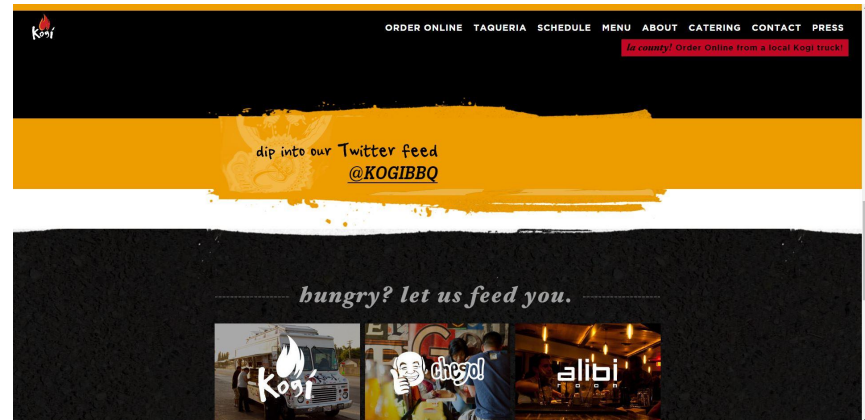 Kogi
ORDER ONLINE TAQUERIA SCHEDULE MENU ABOUT CATERING CONTACT PRESS
la county! Order Online from a local Kogi truck!
dip into our Twitter feed
@KOGIBBQ
hungry? let us feed you.
Kogi
chego!
alibi
room